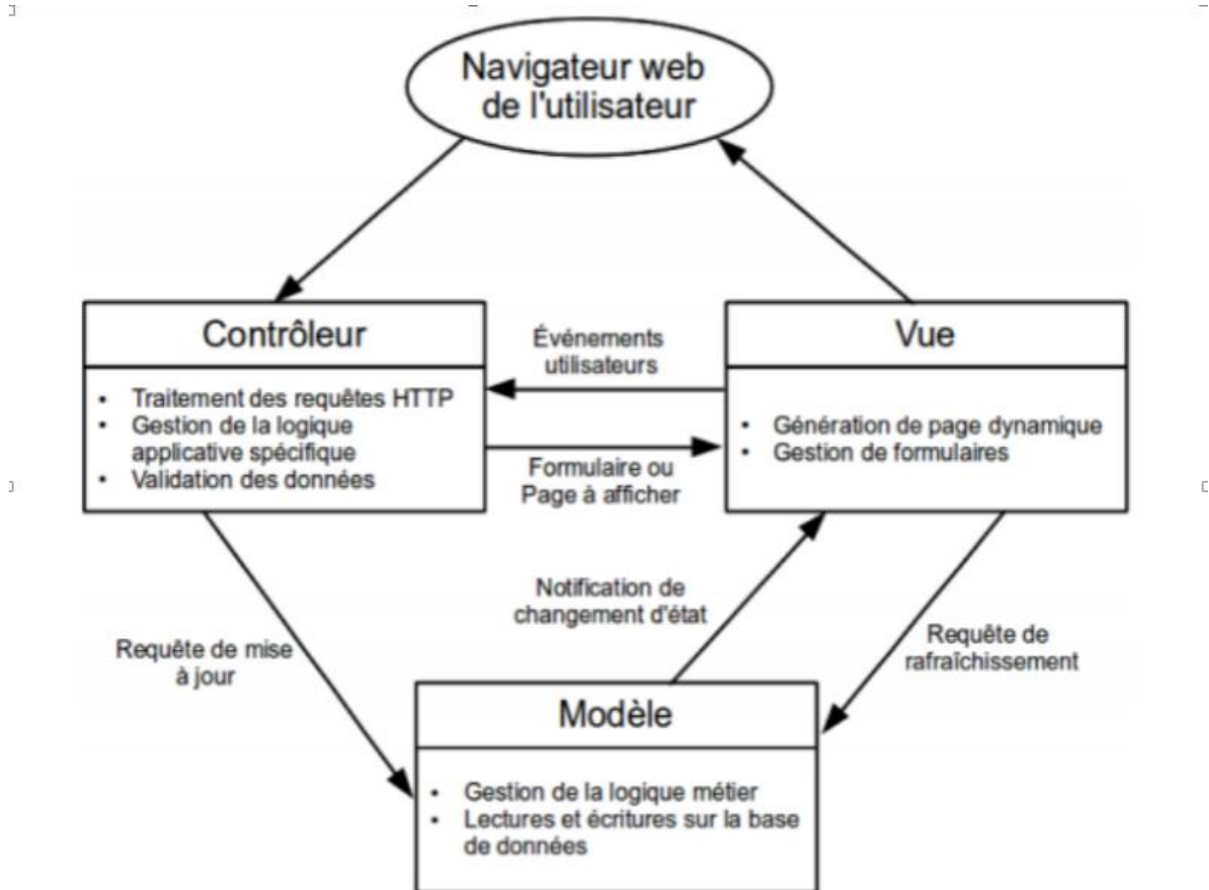 Navigateur web
de l'utilisateur
Contrôleur
• Traitement des requêtes HTTP
• Gestion de la logique
applicative spécifique
• Validation des données
Événements
utilisateurs
Formulaire ou
Page à afficher
Vue
• Génération de page dynamique
• Gestion de formulaires
Requête de mise
à jour
Notification de
changement d'état
Requête de
rafraîchissement
Modèle
• Gestion de la logique métier
• Lectures et écritures sur la base
de données